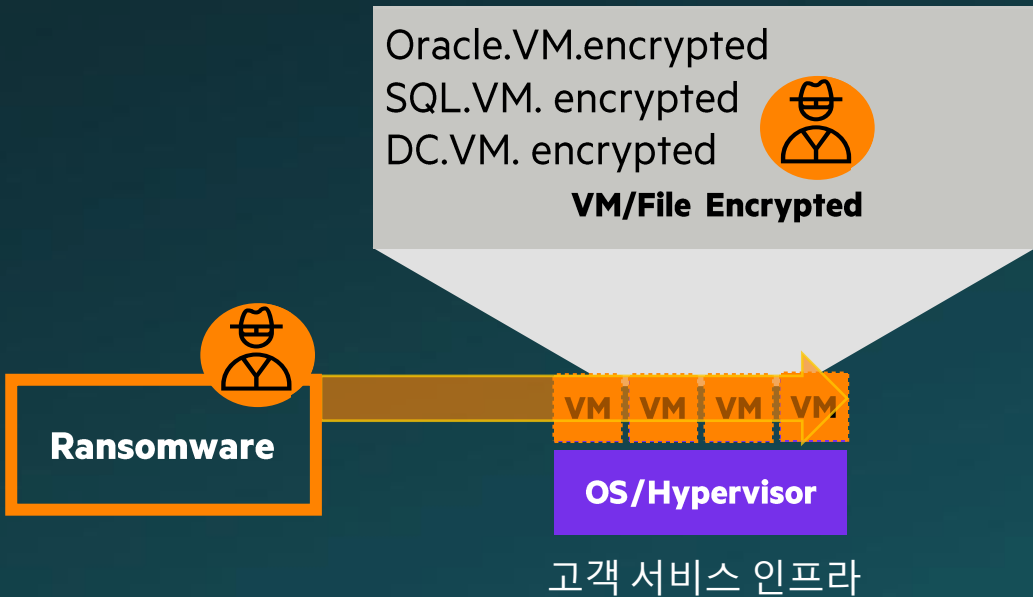 Oracle.VM.encrypted
SQL.VM. encrypted
DC.VM. encrypted
VM/File Encrypted
Ransomware
VM VM VM VM
OS/Hypervisor
고객 서비스 인프라